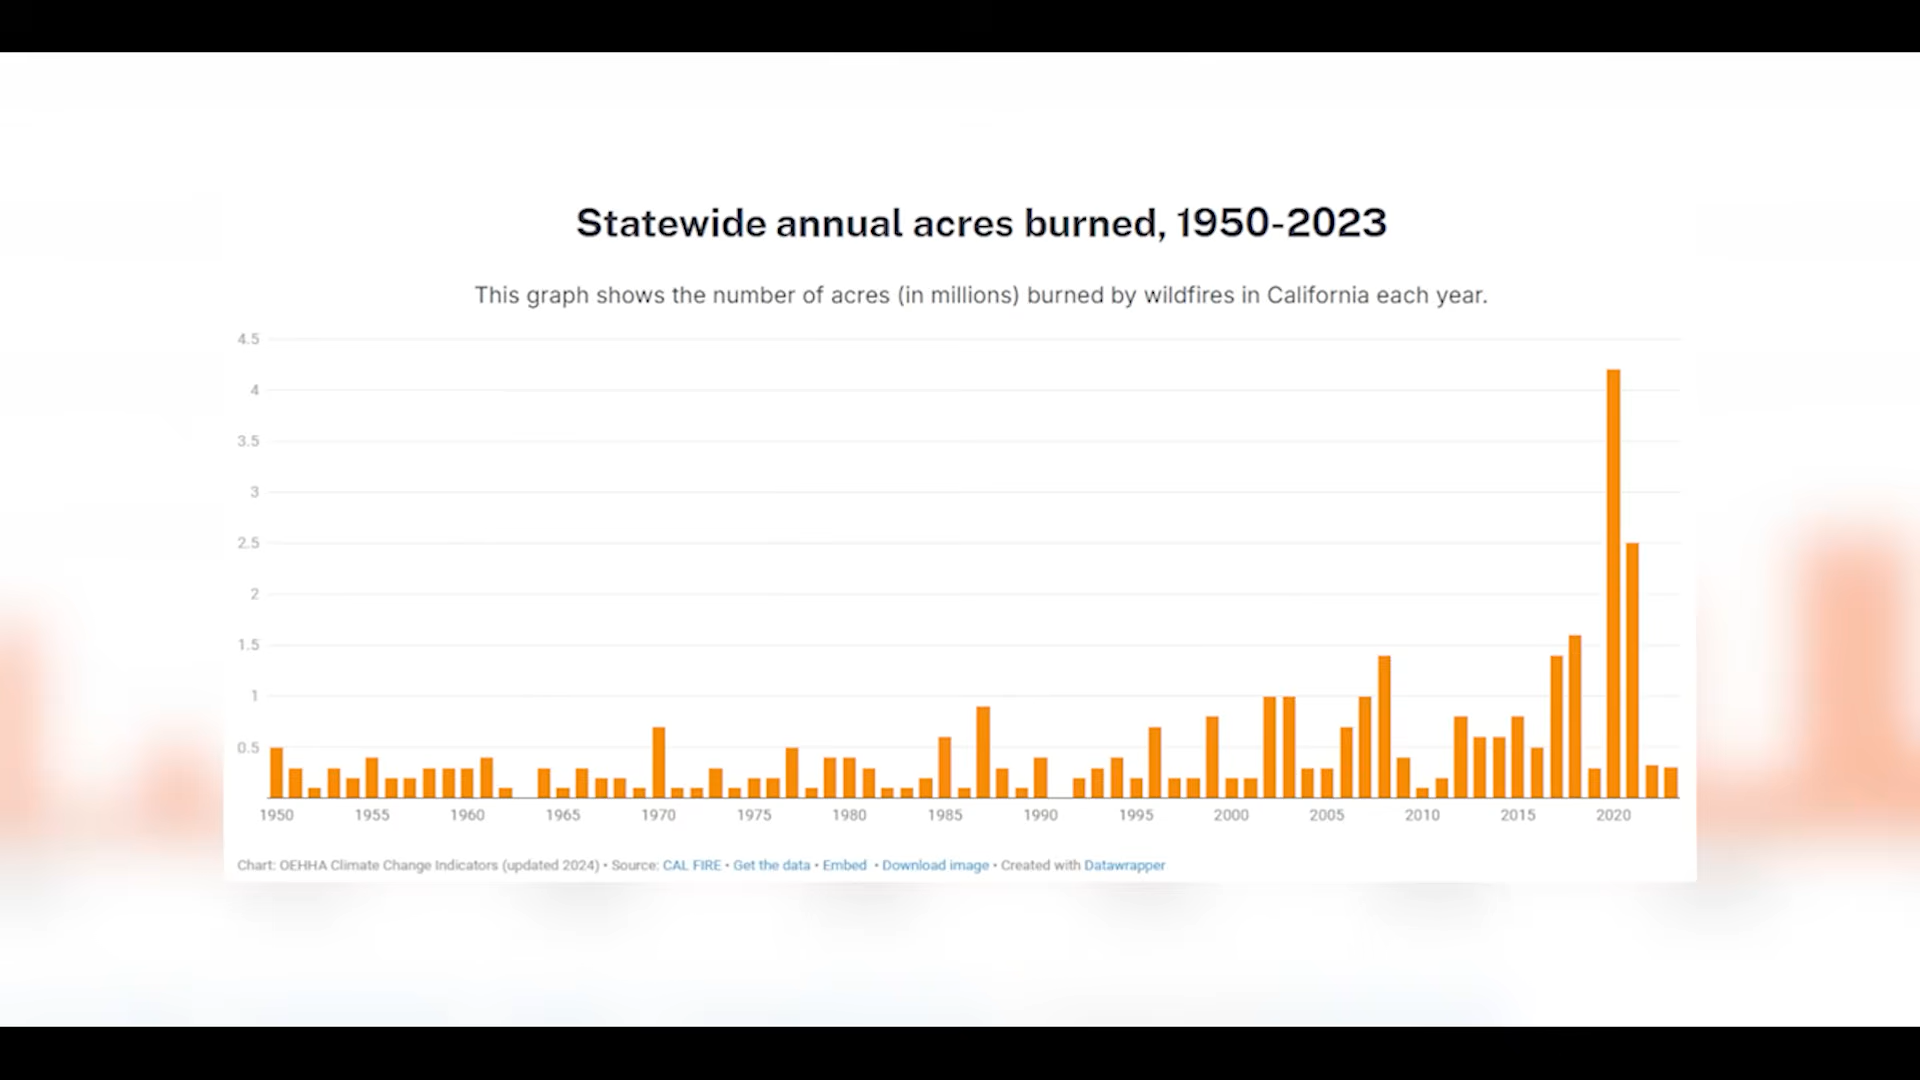 Statewide annual acres burned, 1950-2023
This graph shows the number of acres (in millions) burned by wildfires in California each year.
4.5
4
3.5
3
2.5
2
1.5
1
0.5
1950 1955 1960 1965 1970 1975 1980 1985 1990 1995 2000 2005 2010 2015 2020
Chart: OEHHA Climate Change Indicators (updated 2024) • Source: CAL FIRE • Get the data • Embed • Download image • Created with Datawrapper